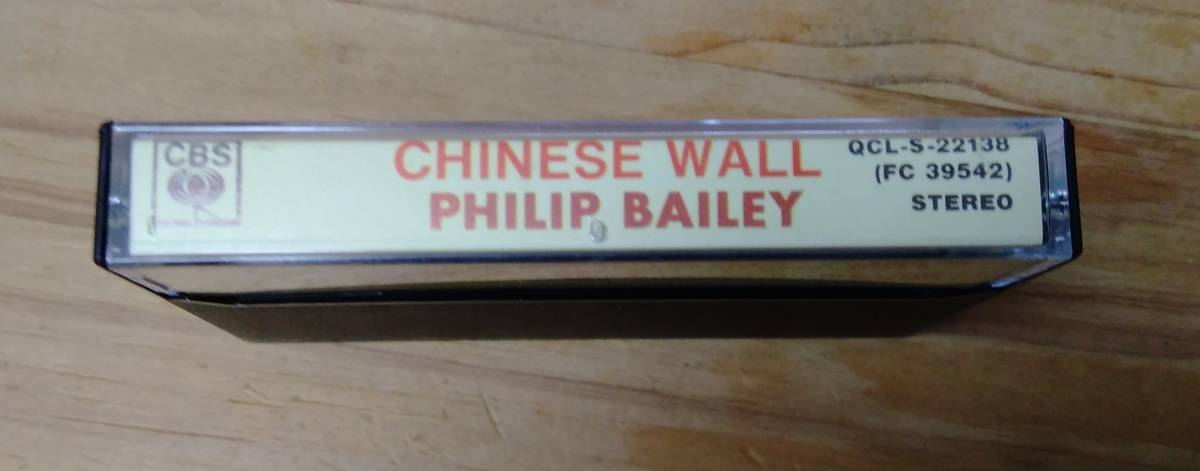 CBS
CHINESE WALL
PHILIP BAILEY
QCL-S-22138
(FC 39542)
STEREO